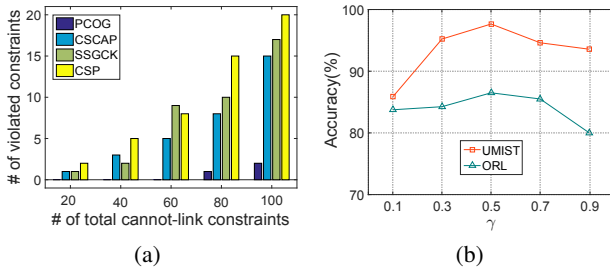 PCOG
CSCAP
SSGCK
CSP
# of violated constraints
20
15
10
5
0
20 40 60 80 100
# of total cannot-link constraints
(a)
Accuracy(%)
100
90
80
70
UMIST
ORL
0.1 0.3 0.5 0.7 0.9
γ
(b)